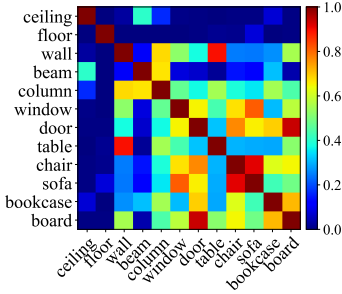 ceiling
floor
wall
beam
column
window
door
table
chair
sofa
bookcase
board
ceiling
floor
wall
beam
column
window
door
table
chair
sofa
bookcase
board
1.0
0.8
0.6
0.4
0.2
0.0